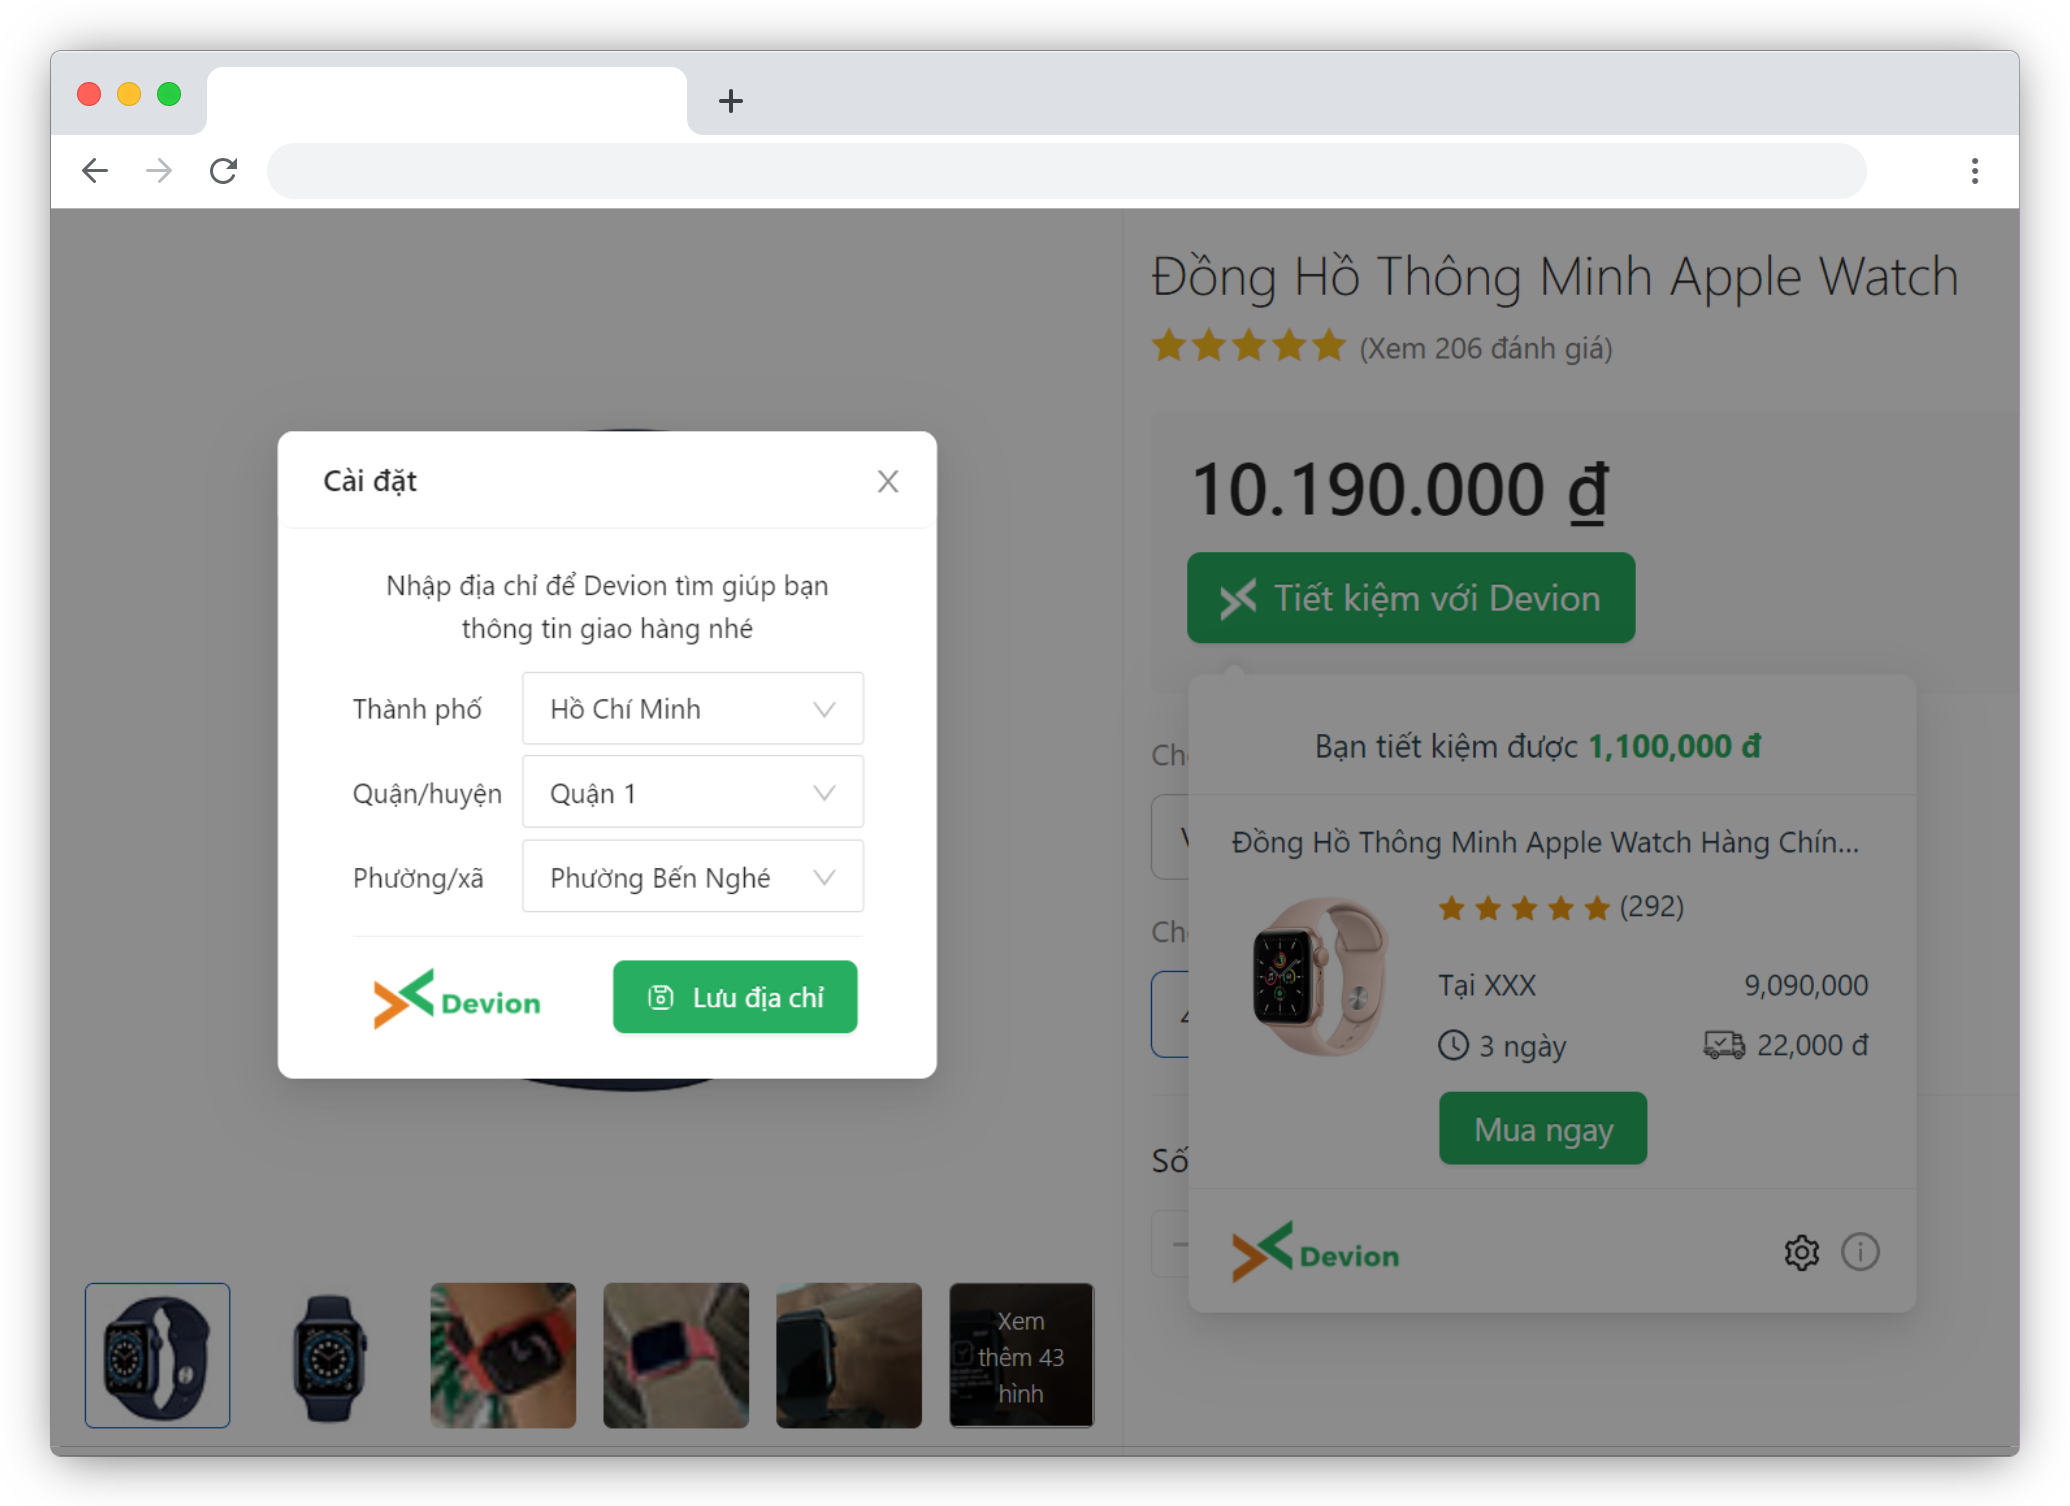 Đồng Hồ Thông Minh Apple Watch
(Xem 206 đánh giá)
10.190.000 ₫
Tiết kiệm với Devion
Cài đặt
Nhập địa chỉ để Devion tìm giúp bạn
thông tin giao hàng nhé
Thành phố Hồ Chí Minh
Quận/huyện Quận 1
Phường/xã Phường Bến Nghé
Devion Lưu địa chỉ
Bạn tiết kiệm được 1,100,000 đ
Đồng Hồ Thông Minh Apple Watch Hàng Chín...
(292)
Tại XXX 9,090,000
3 ngày 22,000 đ
Mua ngay
Devion
Số
Xem
thêm 43
hình